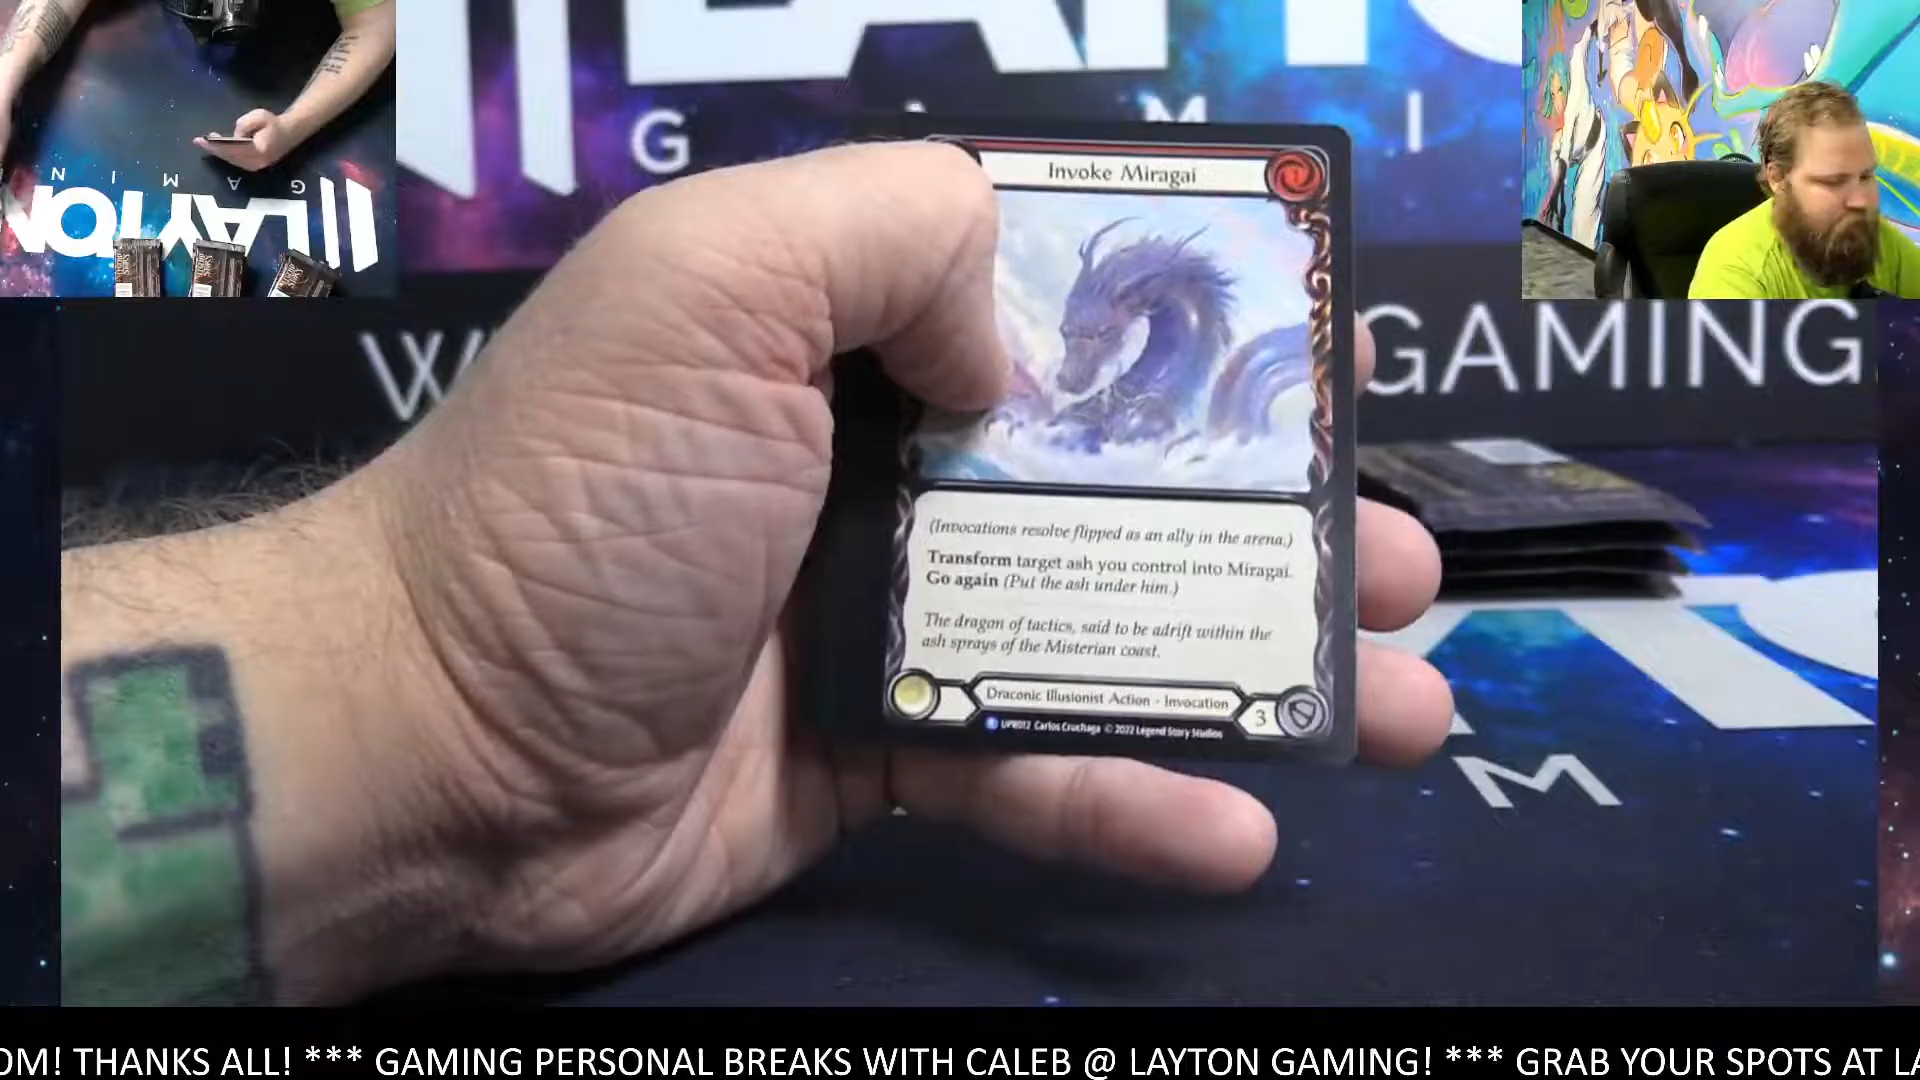 LAYTON
G A M I N
G A M I
GAMING
Invoke Miragai
1
(Invocations resolve flipped as an ally in the arena.)
Transform target ash you control into Miragai.
Go again (Put the ash under him.)
The dragon of tactics, said to be adrift within the
ash sprays of the Misterian coast.
Draconic Illusionist Action - Invocation
3
UPR012 Carlos Cruchaga © 2022 Legend Story Studios
M
OM! THANKS ALL! *** GAMING PERSONAL BREAKS WITH CALEB @ LAYTON GAMING! *** GRAB YOUR SPOTS AT LA